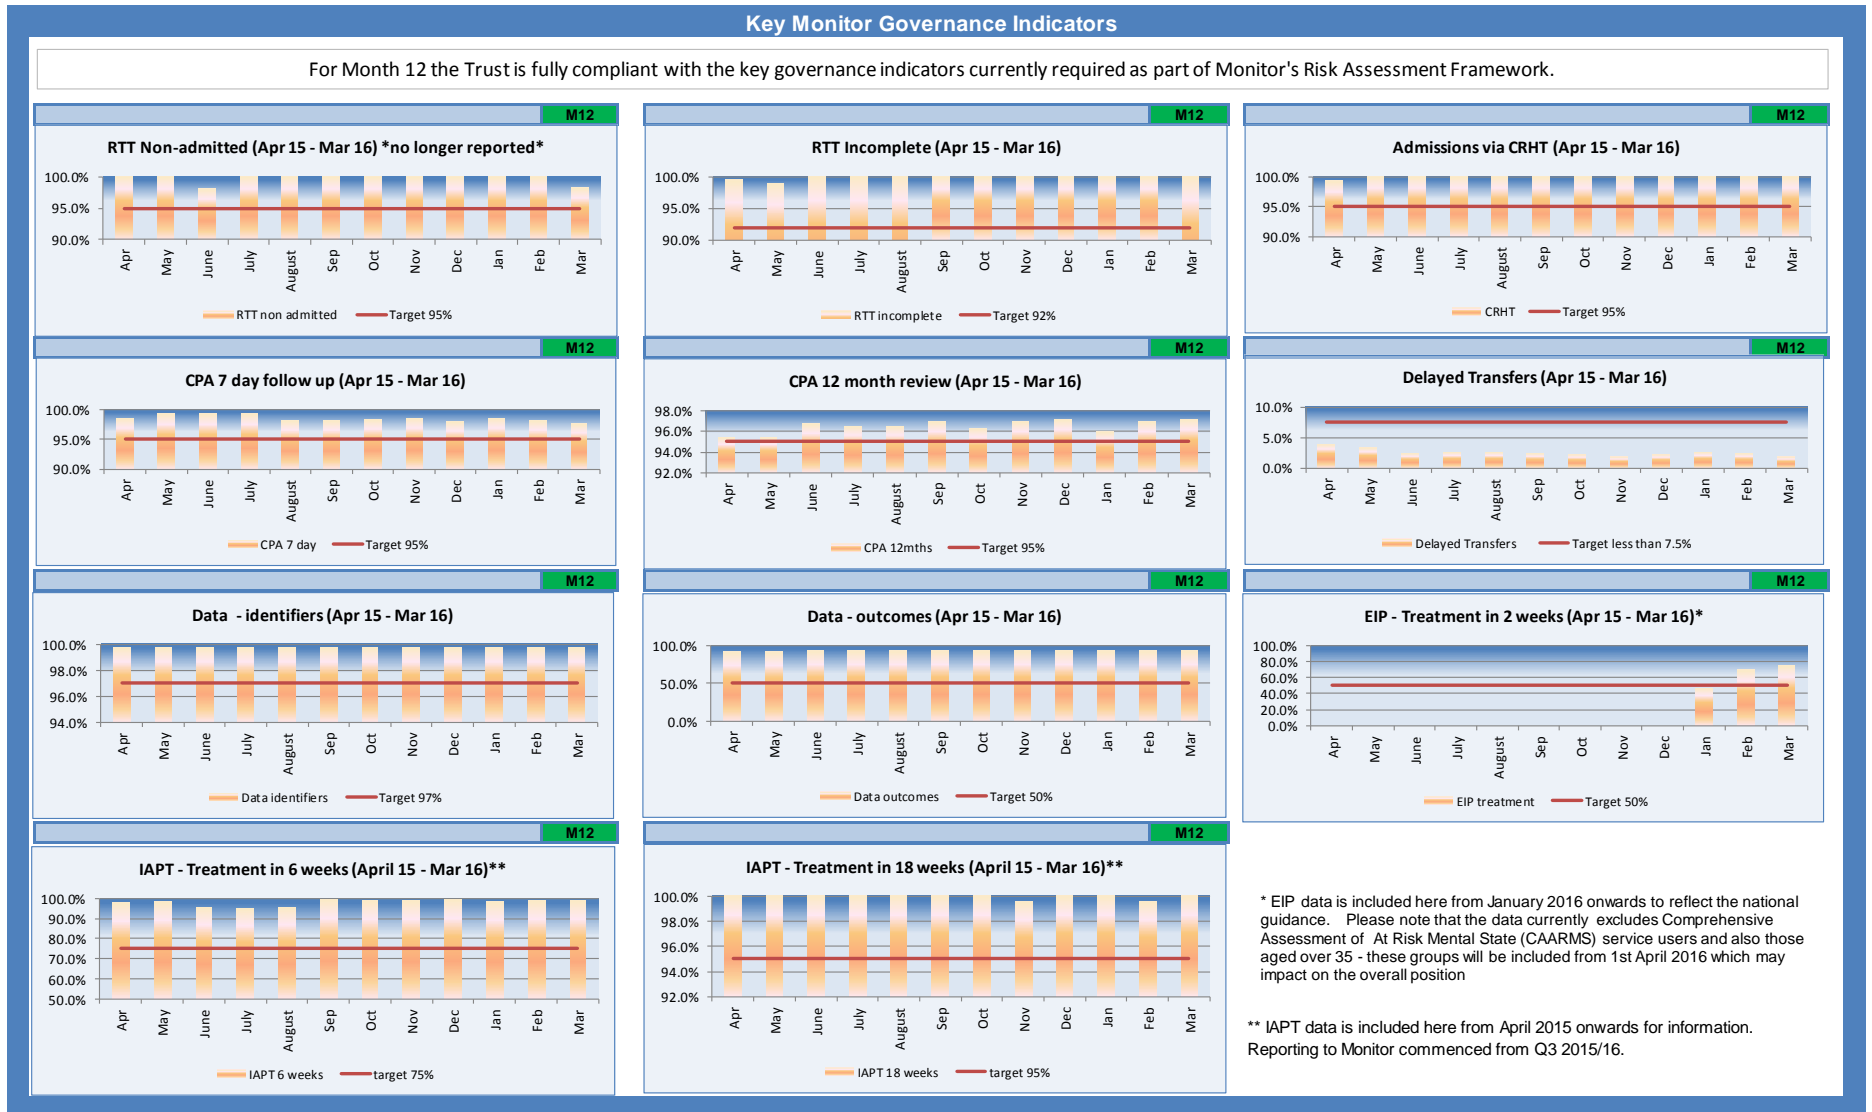 Key Monitor Governance Indicators
For Month 12 the Trust is fully compliant with the key governance indicators currently required as part of Monitor's Risk Assessment Framework.
M12
RTT Non-admitted (Apr 15 - Mar 16) *no longer reported*
100.0%
95.0%
90.0%
Apr May June July August Sep Oct Nov Dec Jan Feb Mar
RTT non admitted Target 95%
M12
RTT Incomplete (Apr 15 - Mar 16)
100.0%
95.0%
90.0%
Apr May June July August Sep Oct Nov Dec Jan Feb Mar
RTT incomplete Target 92%
M12
Admissions via CRHT (Apr 15 - Mar 16)
100.0%
95.0%
90.0%
Apr May June July August Sep Oct Nov Dec Jan Feb Mar
CRHT Target 95%
M12
CPA 7 day follow up (Apr 15 - Mar 16)
100.0%
95.0%
90.0%
Apr May June July August Sep Oct Nov Dec Jan Feb Mar
CPA 7 day Target 95%
M12
CPA 12 month review (Apr 15 - Mar 16)
98.0%
96.0%
94.0%
92.0%
Apr May June July August Sep Oct Nov Dec Jan Feb Mar
CPA 12mths Target 95%
M12
Delayed Transfers (Apr 15 - Mar 16)
10.0%
5.0%
0.0%
Apr May June July August Sep Oct Nov Dec Jan Feb Mar
Delayed Transfers Target less than 7.5%
M12
Data - identifiers (Apr 15 - Mar 16)
100.0%
98.0%
96.0%
94.0%
Apr May June July August Sep Oct Nov Dec Jan Feb Mar
Data identifiers Target 97%
M12
Data - outcomes (Apr 15 - Mar 16)
100.0%
50.0%
0.0%
Apr May June July August Sep Oct Nov Dec Jan Feb Mar
Data outcomes Target 50%
M12
EIP - Treatment in 2 weeks (Apr 15 - Mar 16)*
100.0%
80.0%
60.0%
40.0%
20.0%
0.0%
Apr May June July August Sep Oct Nov Dec Jan Feb Mar
EIP treatment Target 50%
M12
IAPT - Treatment in 6 weeks (April 15 - Mar 16)**
100.0%
90.0%
80.0%
70.0%
60.0%
50.0%
Apr May June July August Sep Oct Nov Dec Jan Feb Mar
IAPT 6 weeks target 75%
M12
IAPT - Treatment in 18 weeks (April 15 - Mar 16)**
100.0%
98.0%
96.0%
94.0%
92.0%
Apr May June July August Sep Oct Nov Dec Jan Feb Mar
IAPT 18 weeks target 95%
* EIP data is included here from January 2016 onwards to reflect the national
guidance. Please note that the data currently excludes Comprehensive
Assessment of At Risk Mental State (CAARMS) service users and also those
aged over 35 - these groups will be included from 1st April 2016 which may
impact on the overall position
** IAPT data is included here from April 2015 onwards for information.
Reporting to Monitor commenced from Q3 2015/16.